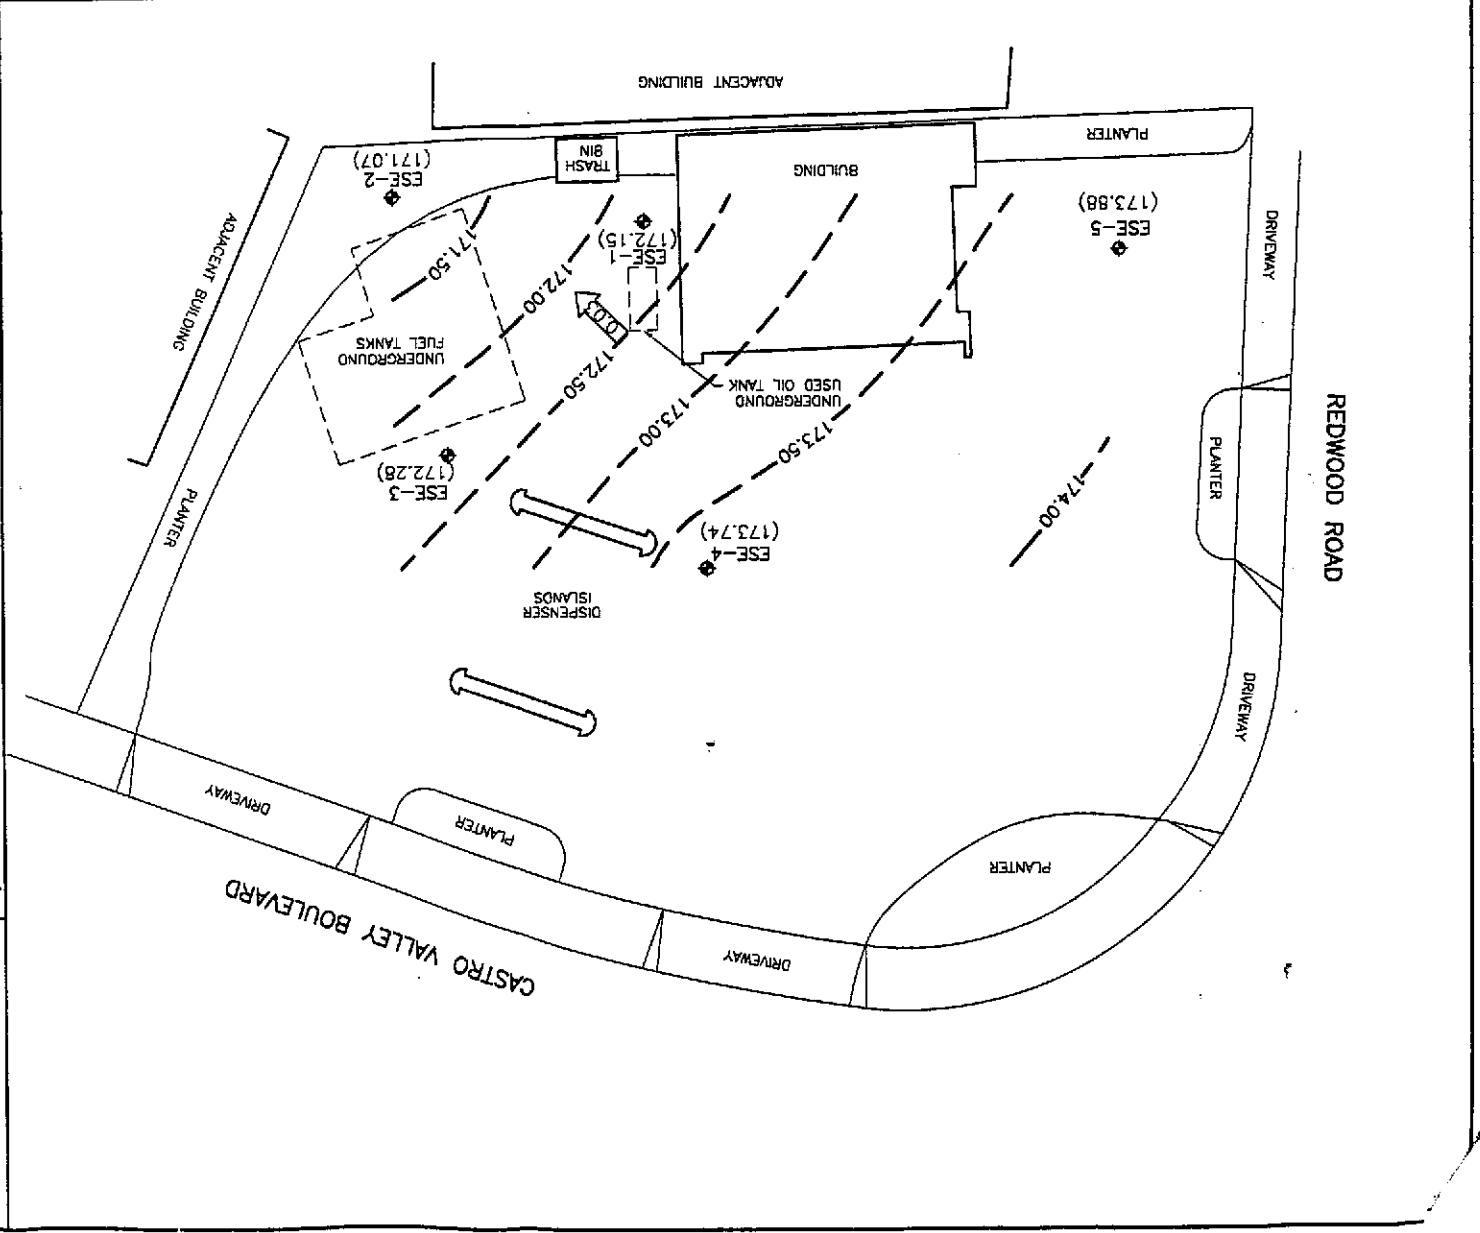 CASTRO VALLEY BOULEVARD
DRIVEWAY
PLANTER
DRIVEWAY
PLANTER
DRIVEWAY
PLANTER
DRIVEWAY
REDWOOD ROAD
PLANTER
DISPENSER
ISLANDS
ESE-4
(173.74)
174.00
173.50
173.00
172.50
172.00
171.50
ESE-3
(172.28)
UNDERGROUND
USED OIL TANK
UNDERGROUND
FUEL TANKS
0.03
ESE-1
(172.15)
ESE-5
(173.88)
ESE-2
(171.07)
BUILDING
TRASH
BIN
PLANTER
ADJACENT BUILDING
ADJACENT BUILDING